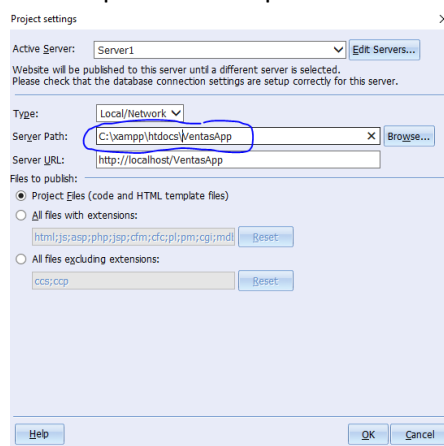 Project settings
Active Server: Server1 Edit Servers...
Website will be published to this server until a different server is selected.
Please check that the database connection settings are setup correctly for this server.
Type: Local/Network
Server Path: C:\xampp\htdocs\VentasApp Browse...
Server URL: http://localhost/VentasApp
Files to publish:
Project Files (code and HTML template files)
All files with extensions:
html;js;asp;php;jsp;cfm;cfc;pl;pm;cgi;mdl Reset
All files excluding extensions:
ccs;ccp Reset
Help OK Cancel